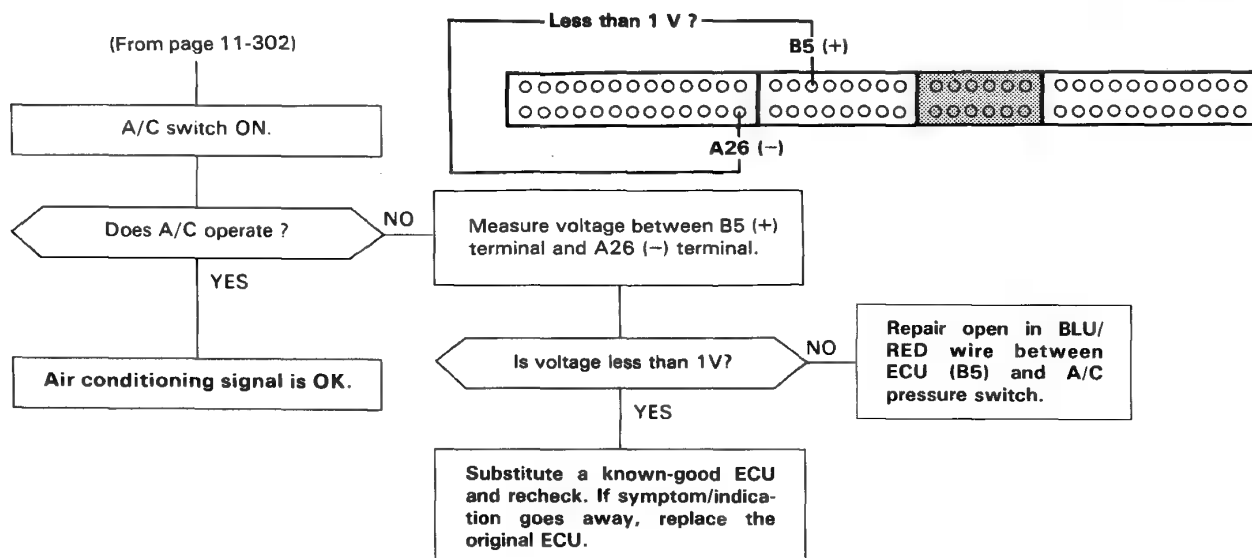 (From page 11-302)
A/C switch ON.
Does A/C operate ?
NO
YES
Air conditioning signal is OK.
Less than 1 V ?
B5 (+)
A26 (−)
Measure voltage between B5 (+)
terminal and A26 (−) terminal.
Is voltage less than 1V?
NO
YES
Repair open in BLU/
RED wire between
ECU (B5) and A/C
pressure switch.
Substitute a known-good ECU
and recheck. If symptom/indica-
tion goes away, replace the
original ECU.